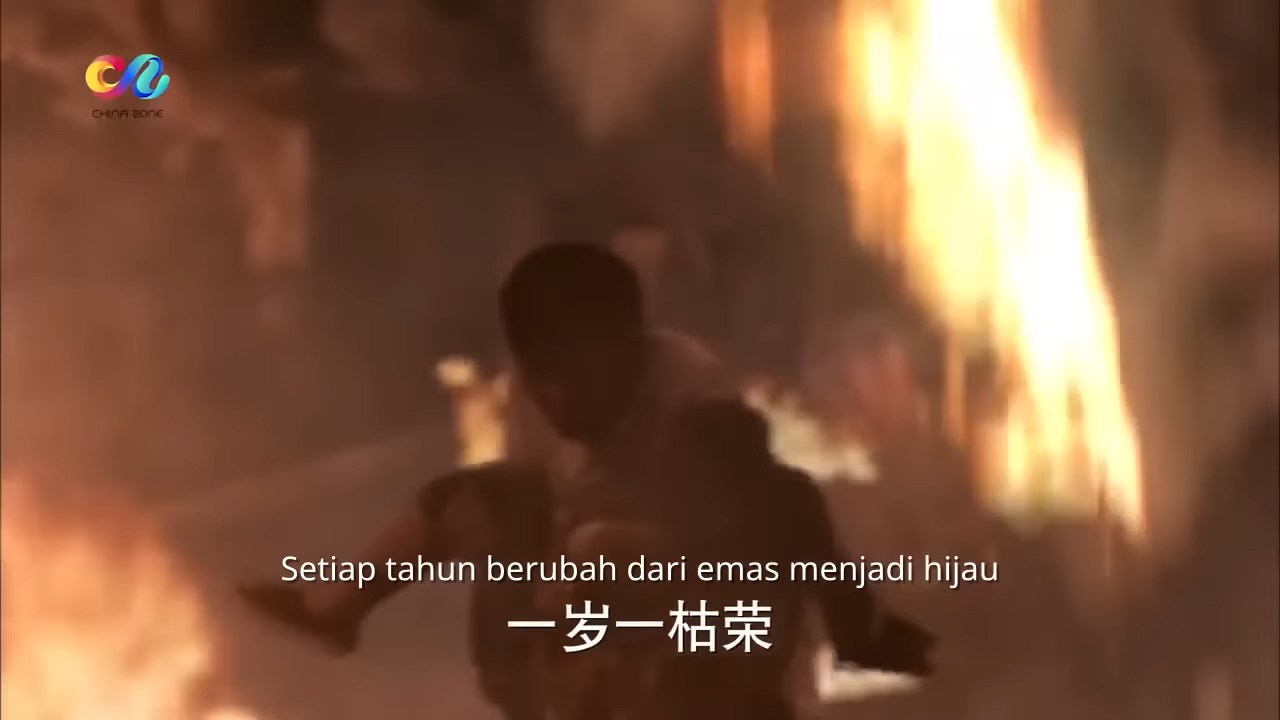 CHINA ZONE
Setiap tahun berubah dari emas menjadi hijau
一岁一枯荣